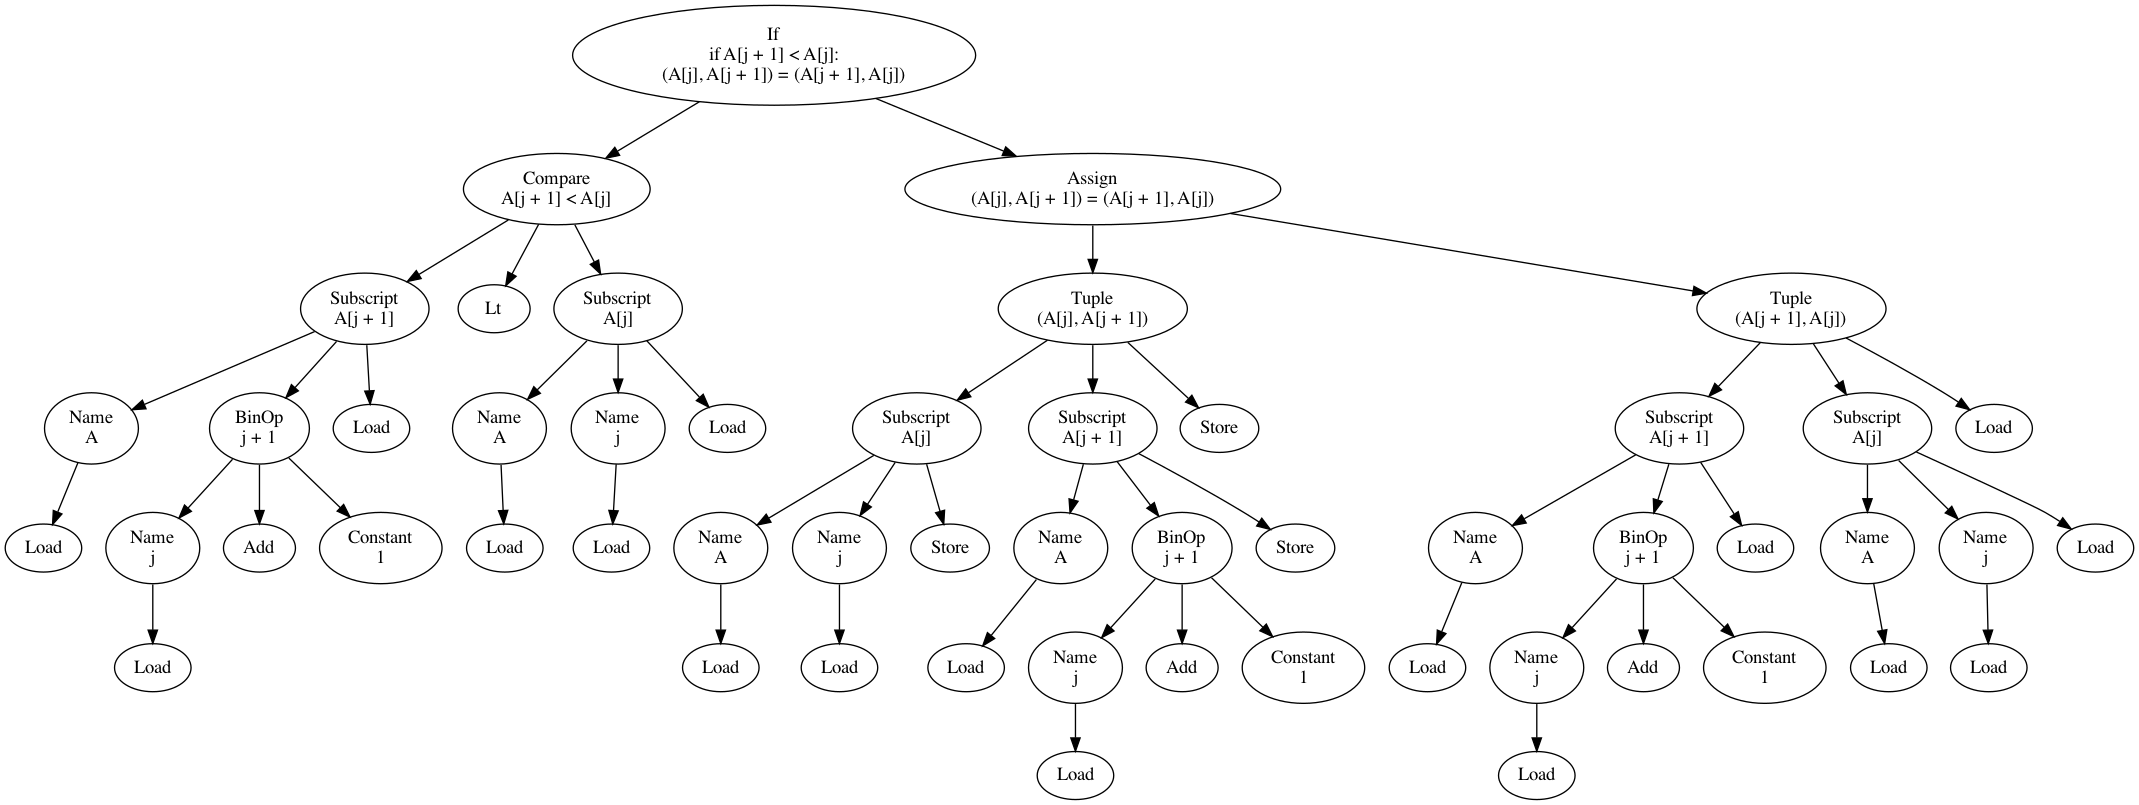 If
if A[j + 1] < A[j]:
(A[j], A[j + 1]) = (A[j + 1], A[j])
Compare
A[j + 1] < A[j]
Assign
(A[j], A[j + 1]) = (A[j + 1], A[j])
Subscript
A[j + 1]
Lt
Subscript
A[j]
Tuple
(A[j], A[j + 1])
Tuple
(A[j + 1], A[j])
Name
A
BinOp
j + 1
Load
Name
A
Name
j
Load
Subscript
A[j]
Subscript
A[j + 1]
Store
Subscript
A[j + 1]
Subscript
A[j]
Load
Load
Name
j
Add
Constant
1
Load
Load
Name
A
Name
j
Store
Name
A
BinOp
j + 1
Store
Name
A
BinOp
j + 1
Load
Name
A
Name
j
Load
Load
Load
Load
Load
Name
j
Add
Constant
1
Load
Name
j
Add
Constant
1
Load
Load
Load
Load